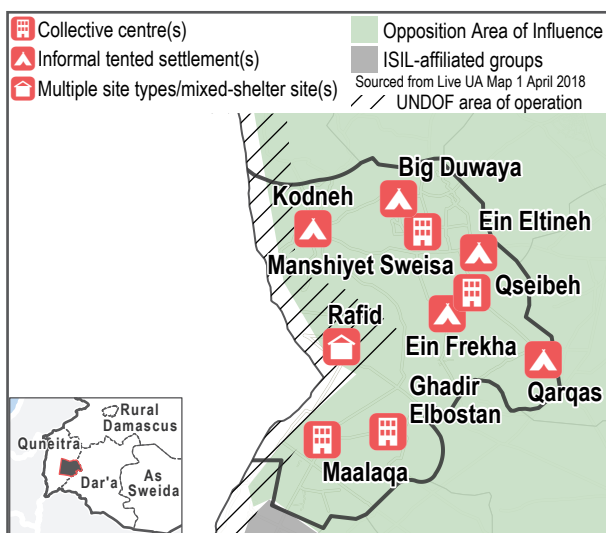 Collective centre(s)
Informal tented settlement(s)
Multiple site types/mixed-shelter site(s)
Opposition Area of Influence
ISIL-affiliated groups
Sourced from Live UA Map 1 April 2018
UNDOF area of operation
Big Duwaya
Kodneh
Ein Eltineh
Manshiyet Sweisa
Qseibeh
Rafid
Ein Frekha
Qarqas
Ghadir
Elbostan
Maalaqa
Rural
Damascus
Quneitra
Dar'a
As
Sweida